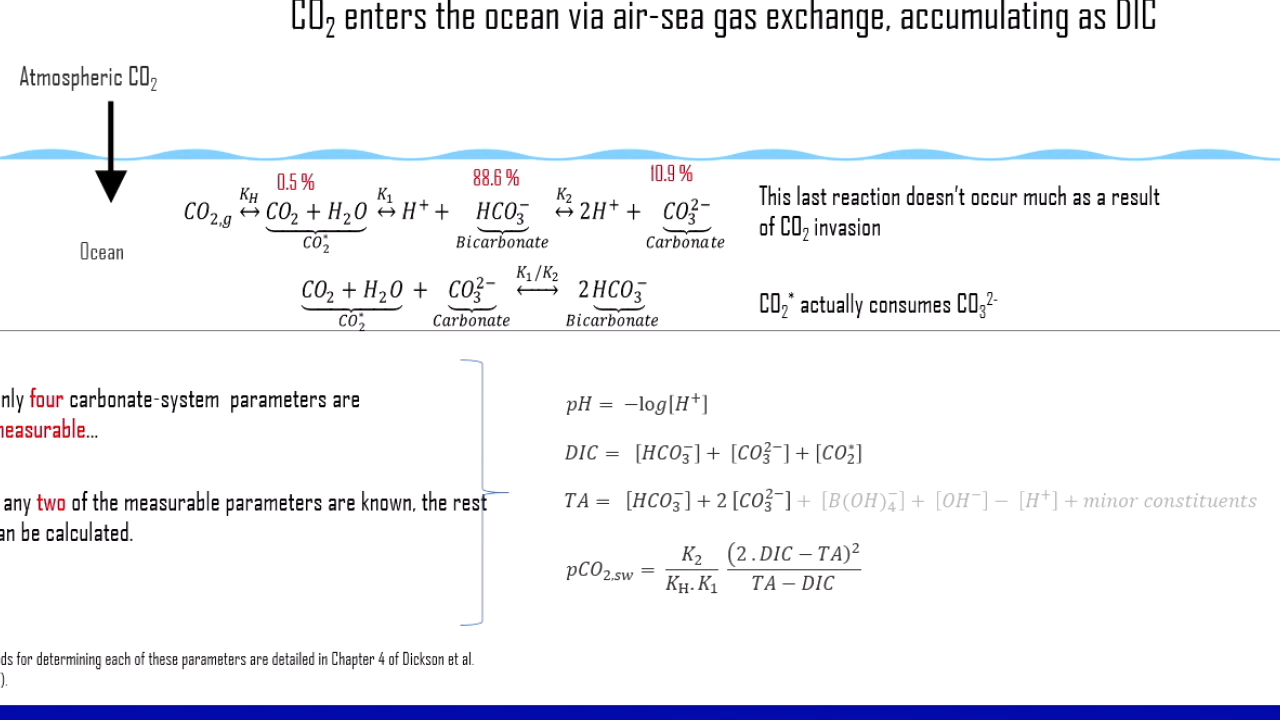 CO₂ enters the ocean via air-sea gas exchange, accumulating as DIC
Atmospheric CO₂
0.5 % 88.6 % 10.9 %
CO₂,g ↔ (K_H) CO₂ + H₂O ↔ (K₁) H⁺ + HCO₃⁻ ↔ (K₂) 2H⁺ + CO₃²⁻
CO₂* Bicarbonate Carbonate
This last reaction doesn't occur much as a result
of CO₂ invasion
Ocean
CO₂ + H₂O + CO₃²⁻ ⟷ (K₁/K₂) 2HCO₃⁻
CO₂* Carbonate Bicarbonate
CO₂* actually consumes CO₃²⁻
nly four carbonate-system parameters are
measurable...
any two of the measurable parameters are known, the rest
an be calculated.
pH = −log[H⁺]
DIC = [HCO₃⁻] + [CO₃²⁻] + [CO₂*]
TA = [HCO₃⁻] + 2 [CO₃²⁻] + [B(OH)₄⁻] + [OH⁻] − [H⁺] + minor constituents
pCO₂,sw = K₂ / (K_H. K₁) (2 . DIC − TA)² / (TA − DIC)
ds for determining each of these parameters are detailed in Chapter 4 of Dickson et al.
).